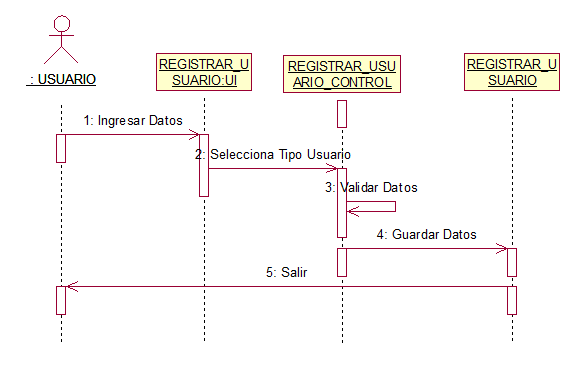 : USUARIO
REGISTRAR_U
SUARIO:UI
REGISTRAR_USU
ARIO_CONTROL
REGISTRAR_U
SUARIO
1: Ingresar Datos
2: Selecciona Tipo Usuario
3: Validar Datos
4: Guardar Datos
5: Salir